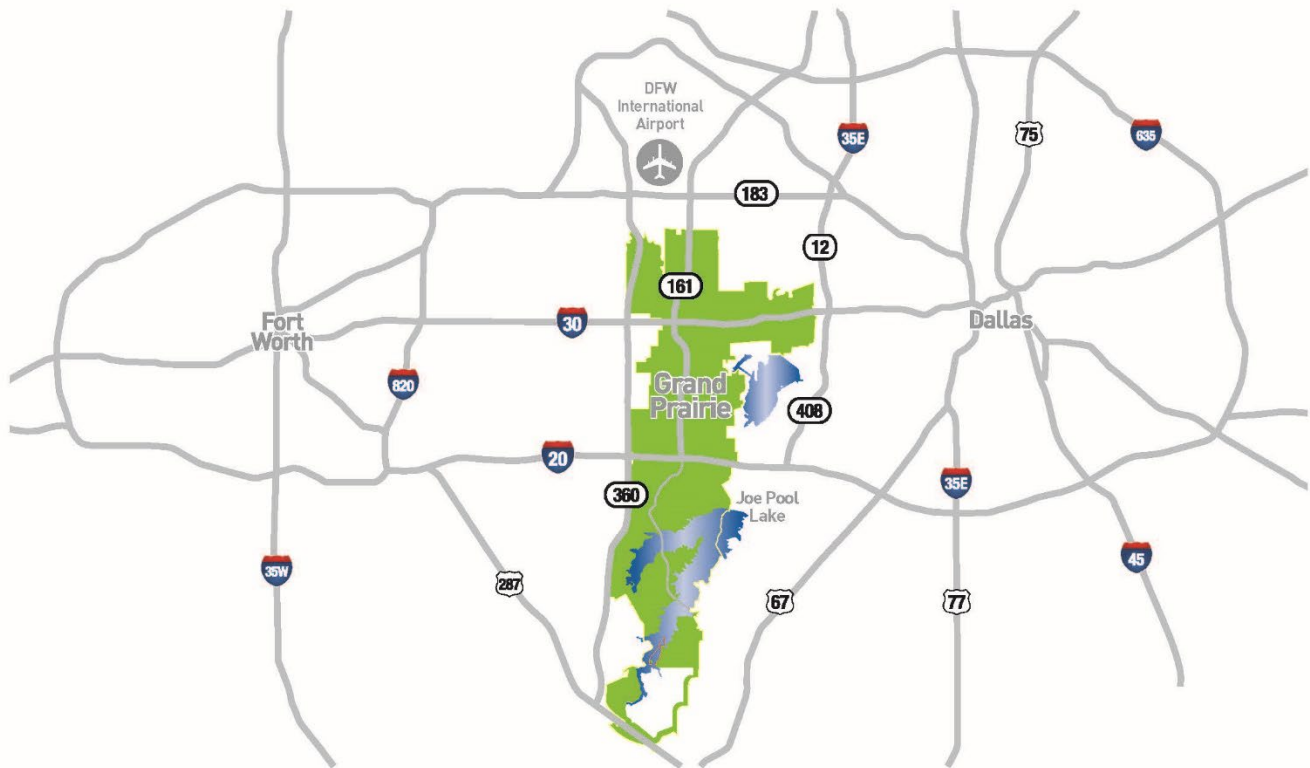 DFW
International
Airport
35E
75
635
183
12
161
30
Fort
Worth
Dallas
820
Grand
Prairie
408
20
360
35E
Joe Pool
Lake
45
35W
287
67
77